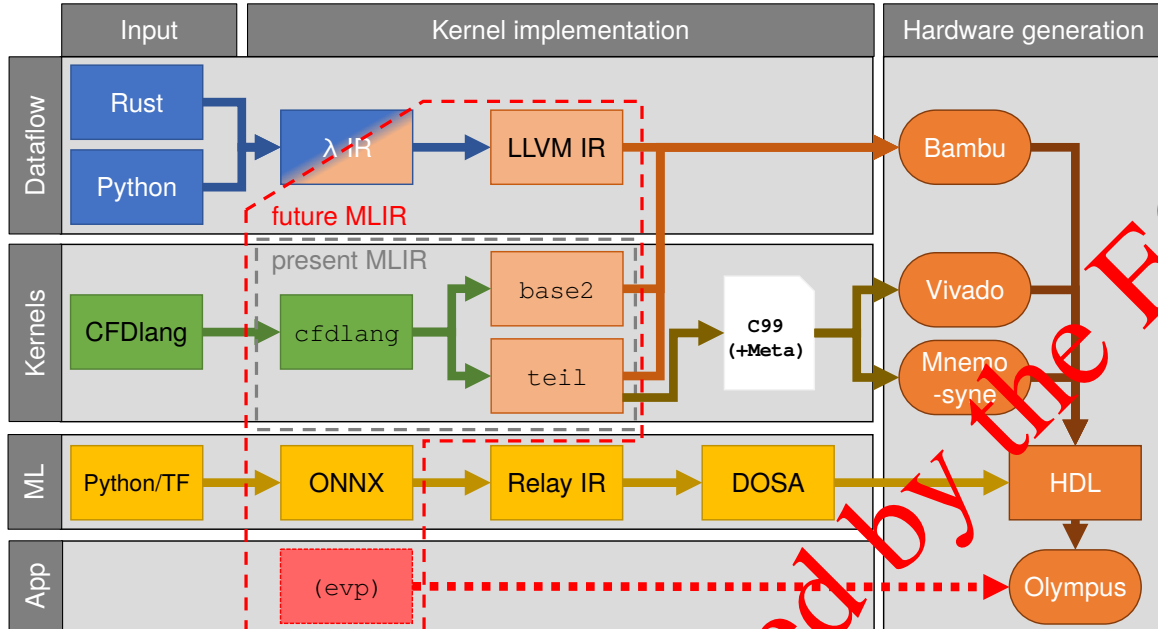 Input
Kernel implementation
Hardware generation
Dataflow
Rust
Python
λ IR
LLVM IR
Bambu
future MLIR
Kernels
present MLIR
CFDlang
cfdlang
base2
teil
C99
(+Meta)
Vivado
Mnemo
-syne
ML
Python/TF
ONNX
Relay IR
DOSA
HDL
App
(evp)
Olympus
by the